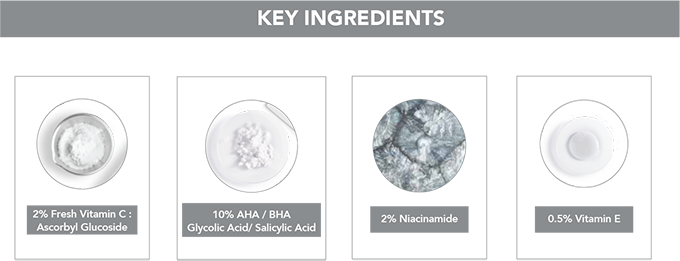 KEY INGREDIENTS
2% Fresh Vitamin C :
Ascorbyl Glucoside
10% AHA / BHA
Glycolic Acid/ Salicylic Acid
2% Niacinamide
0.5% Vitamin E